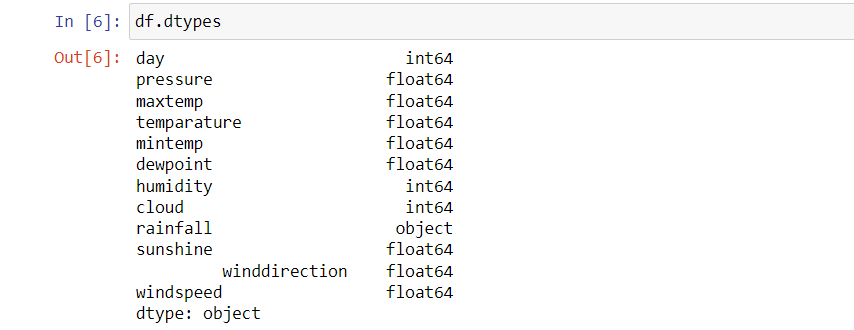 In [6]: df.dtypes
Out[6]: day int64
pressure float64
maxtemp float64
temparature float64
mintemp float64
dewpoint float64
humidity int64
cloud int64
rainfall object
sunshine float64
winddirection float64
windspeed float64
dtype: object